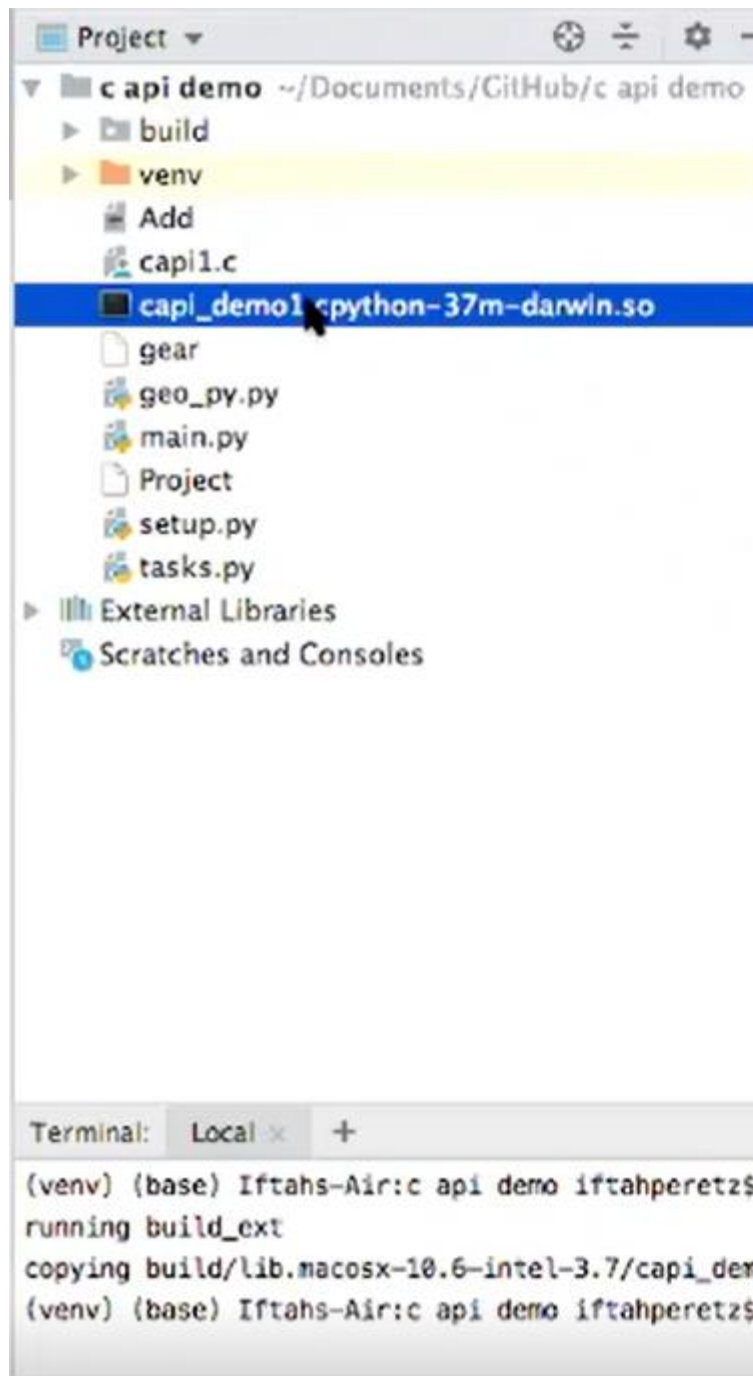 Project
c api demo ~/Documents/GitHub/c api demo
build
venv
Add
capi1.c
capi_demo1.cpython-37m-darwin.so
gear
geo_py.py
main.py
Project
setup.py
tasks.py
External Libraries
Scratches and Consoles
Terminal: Local × +
(venv) (base) Iftahs-Air:c api demo iftahperetz$
running build_ext
copying build/lib.macosx-10.6-intel-3.7/capi_dem
(venv) (base) Iftahs-Air:c api demo iftahperetz$